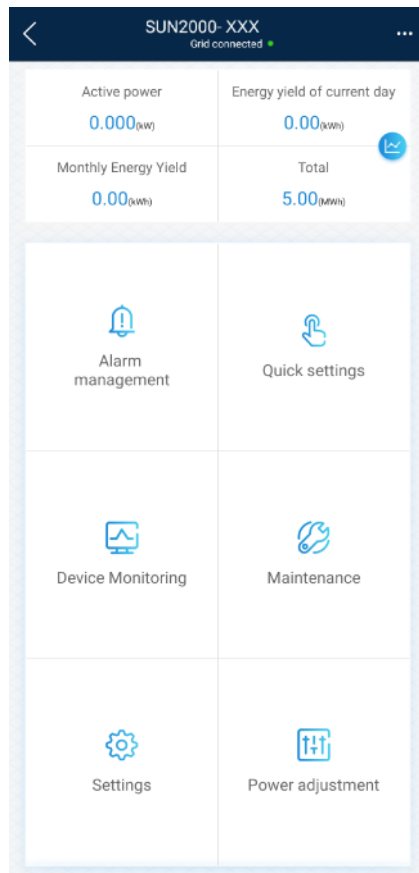 SUN2000- XXX
Grid connected
Active power
0.000(kW)
Energy yield of current day
0.00(kWh)
Monthly Energy Yield
0.00(kWh)
Total
5.00(MWh)
Alarm
management
Quick settings
Device Monitoring
Maintenance
Settings
Power adjustment